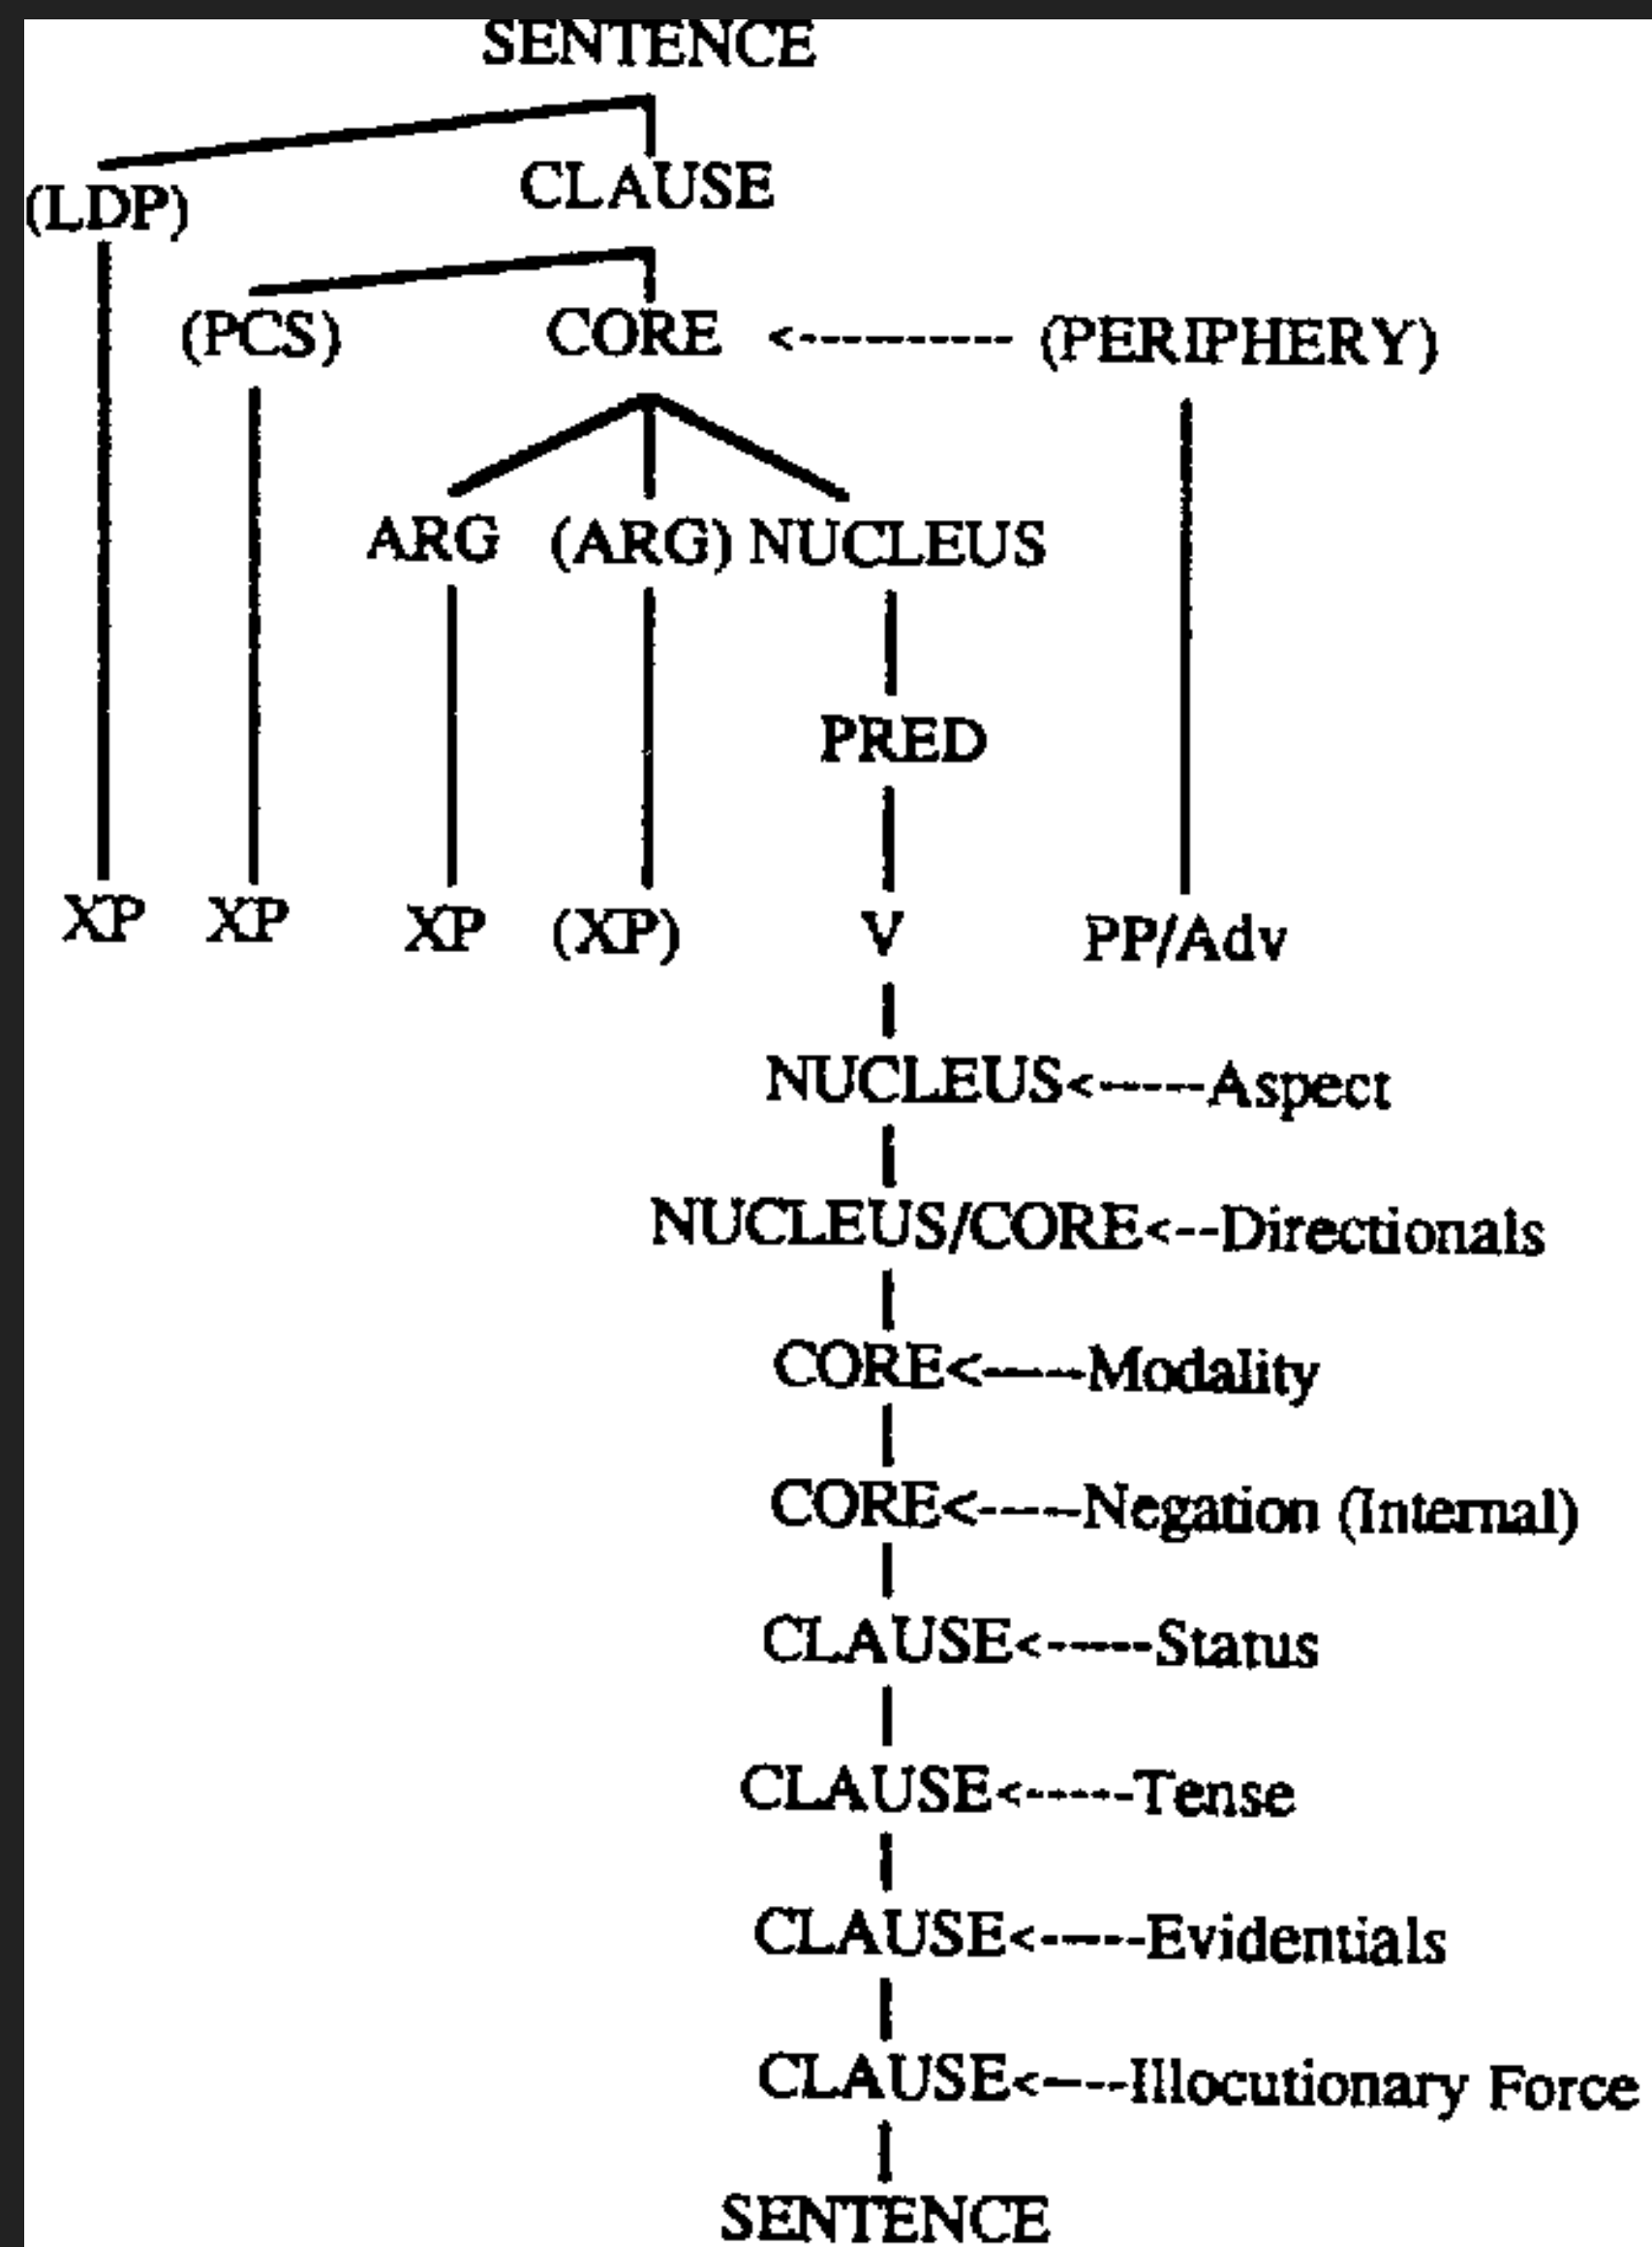 SENTENCE
(LDP) CLAUSE
(PCS) CORE <---------- (PERIPHERY)
ARG (ARG) NUCLEUS
PRED
XP XP XP (XP) V PP/Adv
NUCLEUS<-----Aspect
NUCLEUS/CORE<--Directionals
CORE<-----Modality
CORE<-----Negation (Internal)
CLAUSE<-----Status
CLAUSE<-----Tense
CLAUSE<-----Evidentials
CLAUSE<----Illocutionary Force
SENTENCE